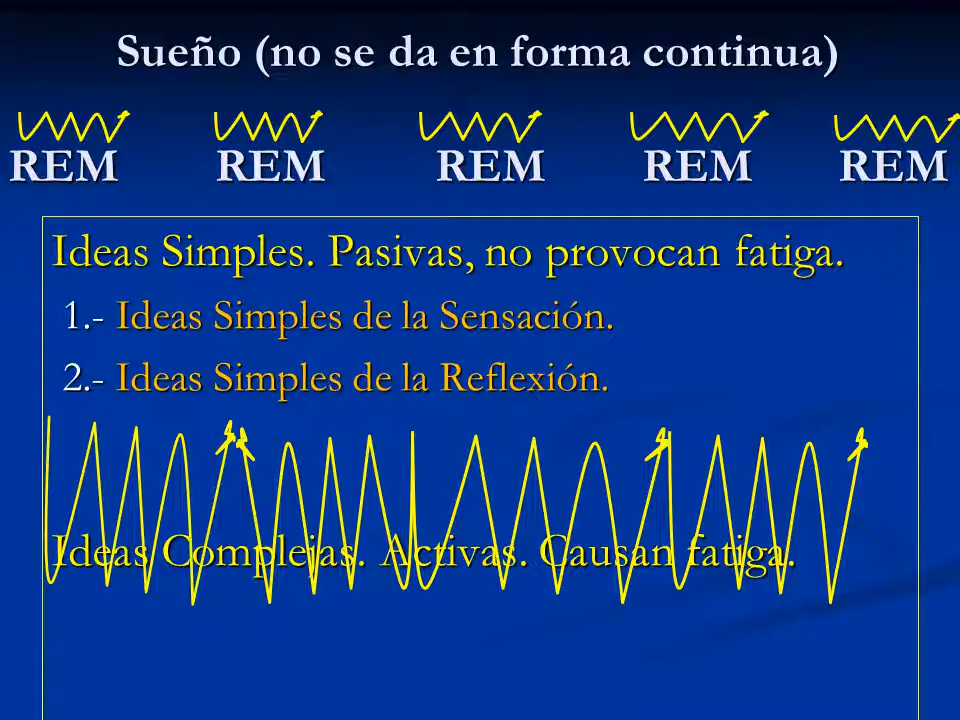 Sueño (no se da en forma continua)
REM REM REM REM REM
Ideas Simples. Pasivas, no provocan fatiga.
1.- Ideas Simples de la Sensación.
2.- Ideas Simples de la Reflexión.
Ideas Complejas. Activas. Causan fatiga.